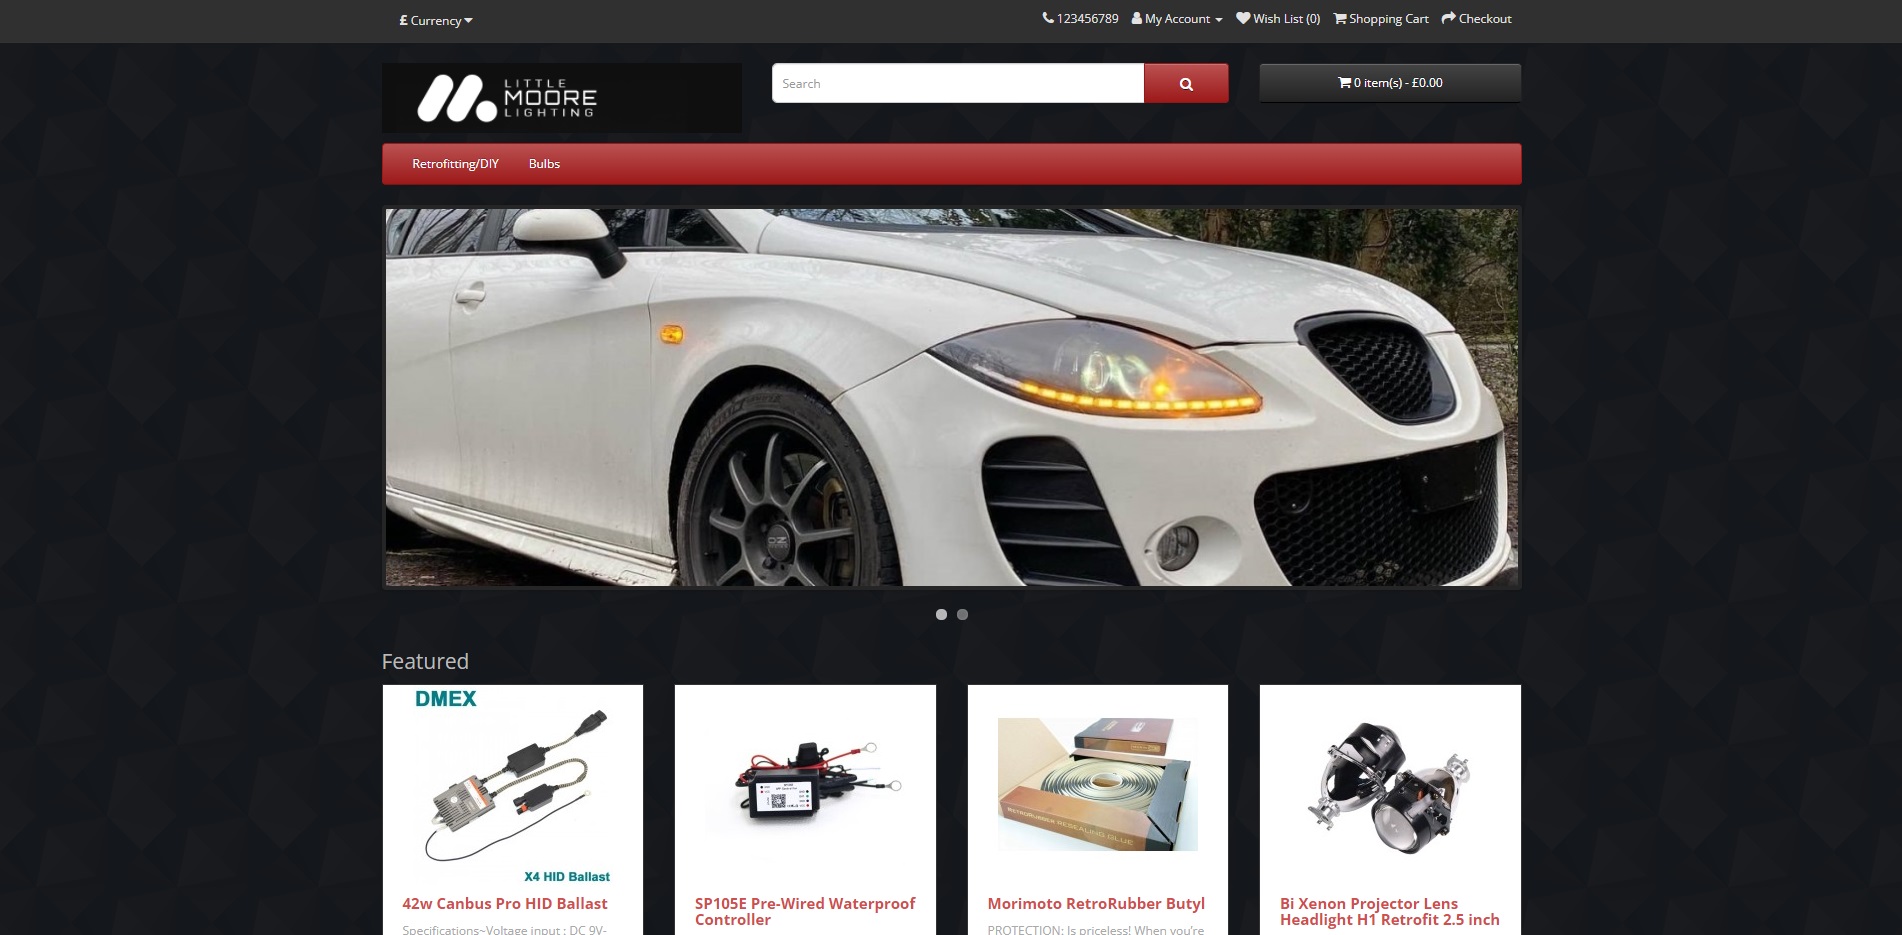 £ Currency
123456789 My Account Wish List (0) Shopping Cart Checkout
LITTLE
MOORE
LIGHTING
Search
0 item(s) - £0.00
Retrofitting/DIY Bulbs
Featured
DMEX
X4 HID Ballast
RETRORUBBER RESEALING GLUE
42w Canbus Pro HID Ballast
SP105E Pre-Wired Waterproof
Controller
Morimoto RetroRubber Butyl
Bi Xenon Projector Lens
Headlight H1 Retrofit 2.5 inch
Specifications~Voltage input : DC 9V-
PROTECTION: Is priceless! When you're